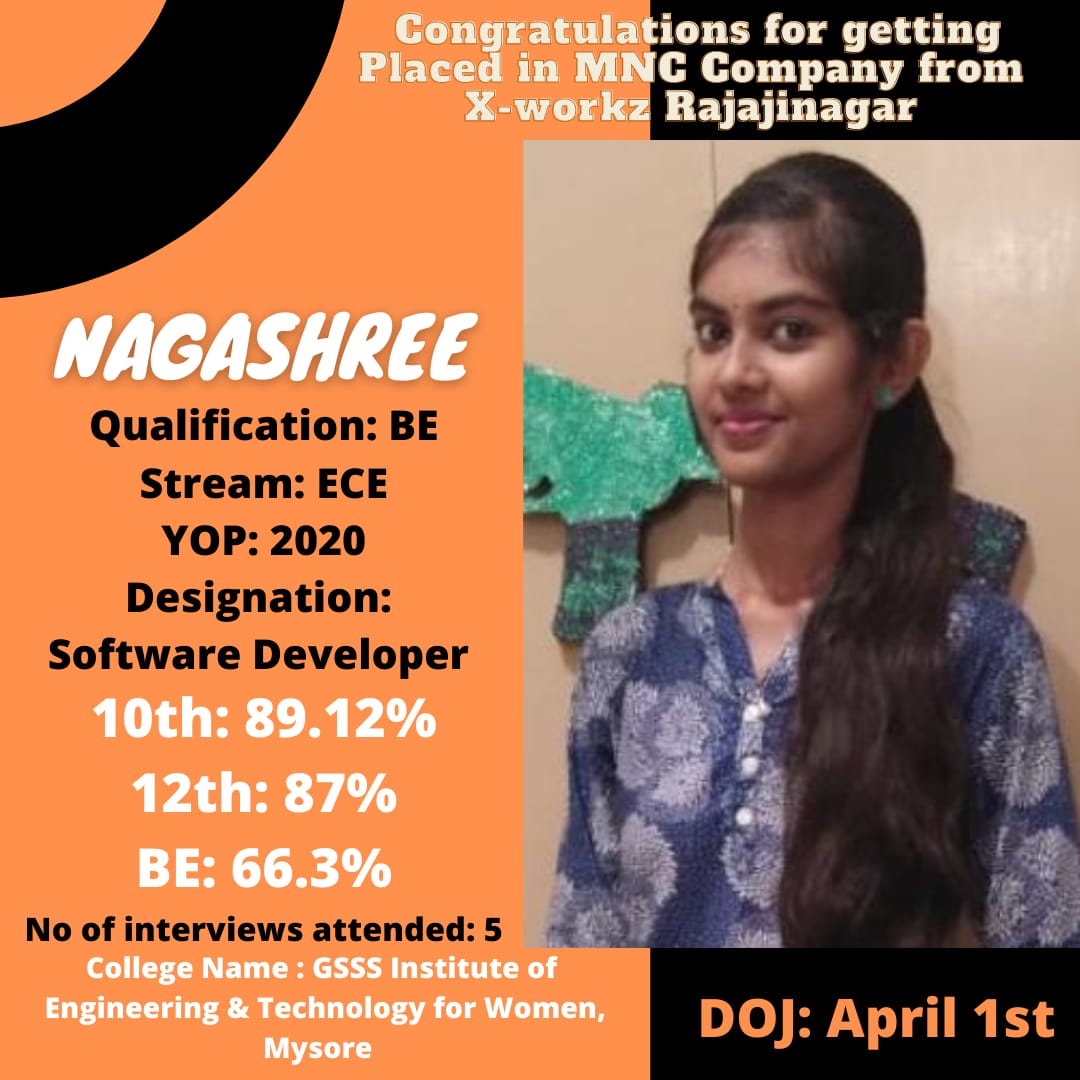 Congratulations for getting
Placed in MNC Company from
X-workz Rajajinagar
NAGASHREE
Qualification: BE
Stream: ECE
YOP: 2020
Designation:
Software Developer
10th: 89.12%
12th: 87%
BE: 66.3%
No of interviews attended: 5
College Name : GSSS Institute of
Engineering & Technology for Women,
Mysore
DOJ: April 1st